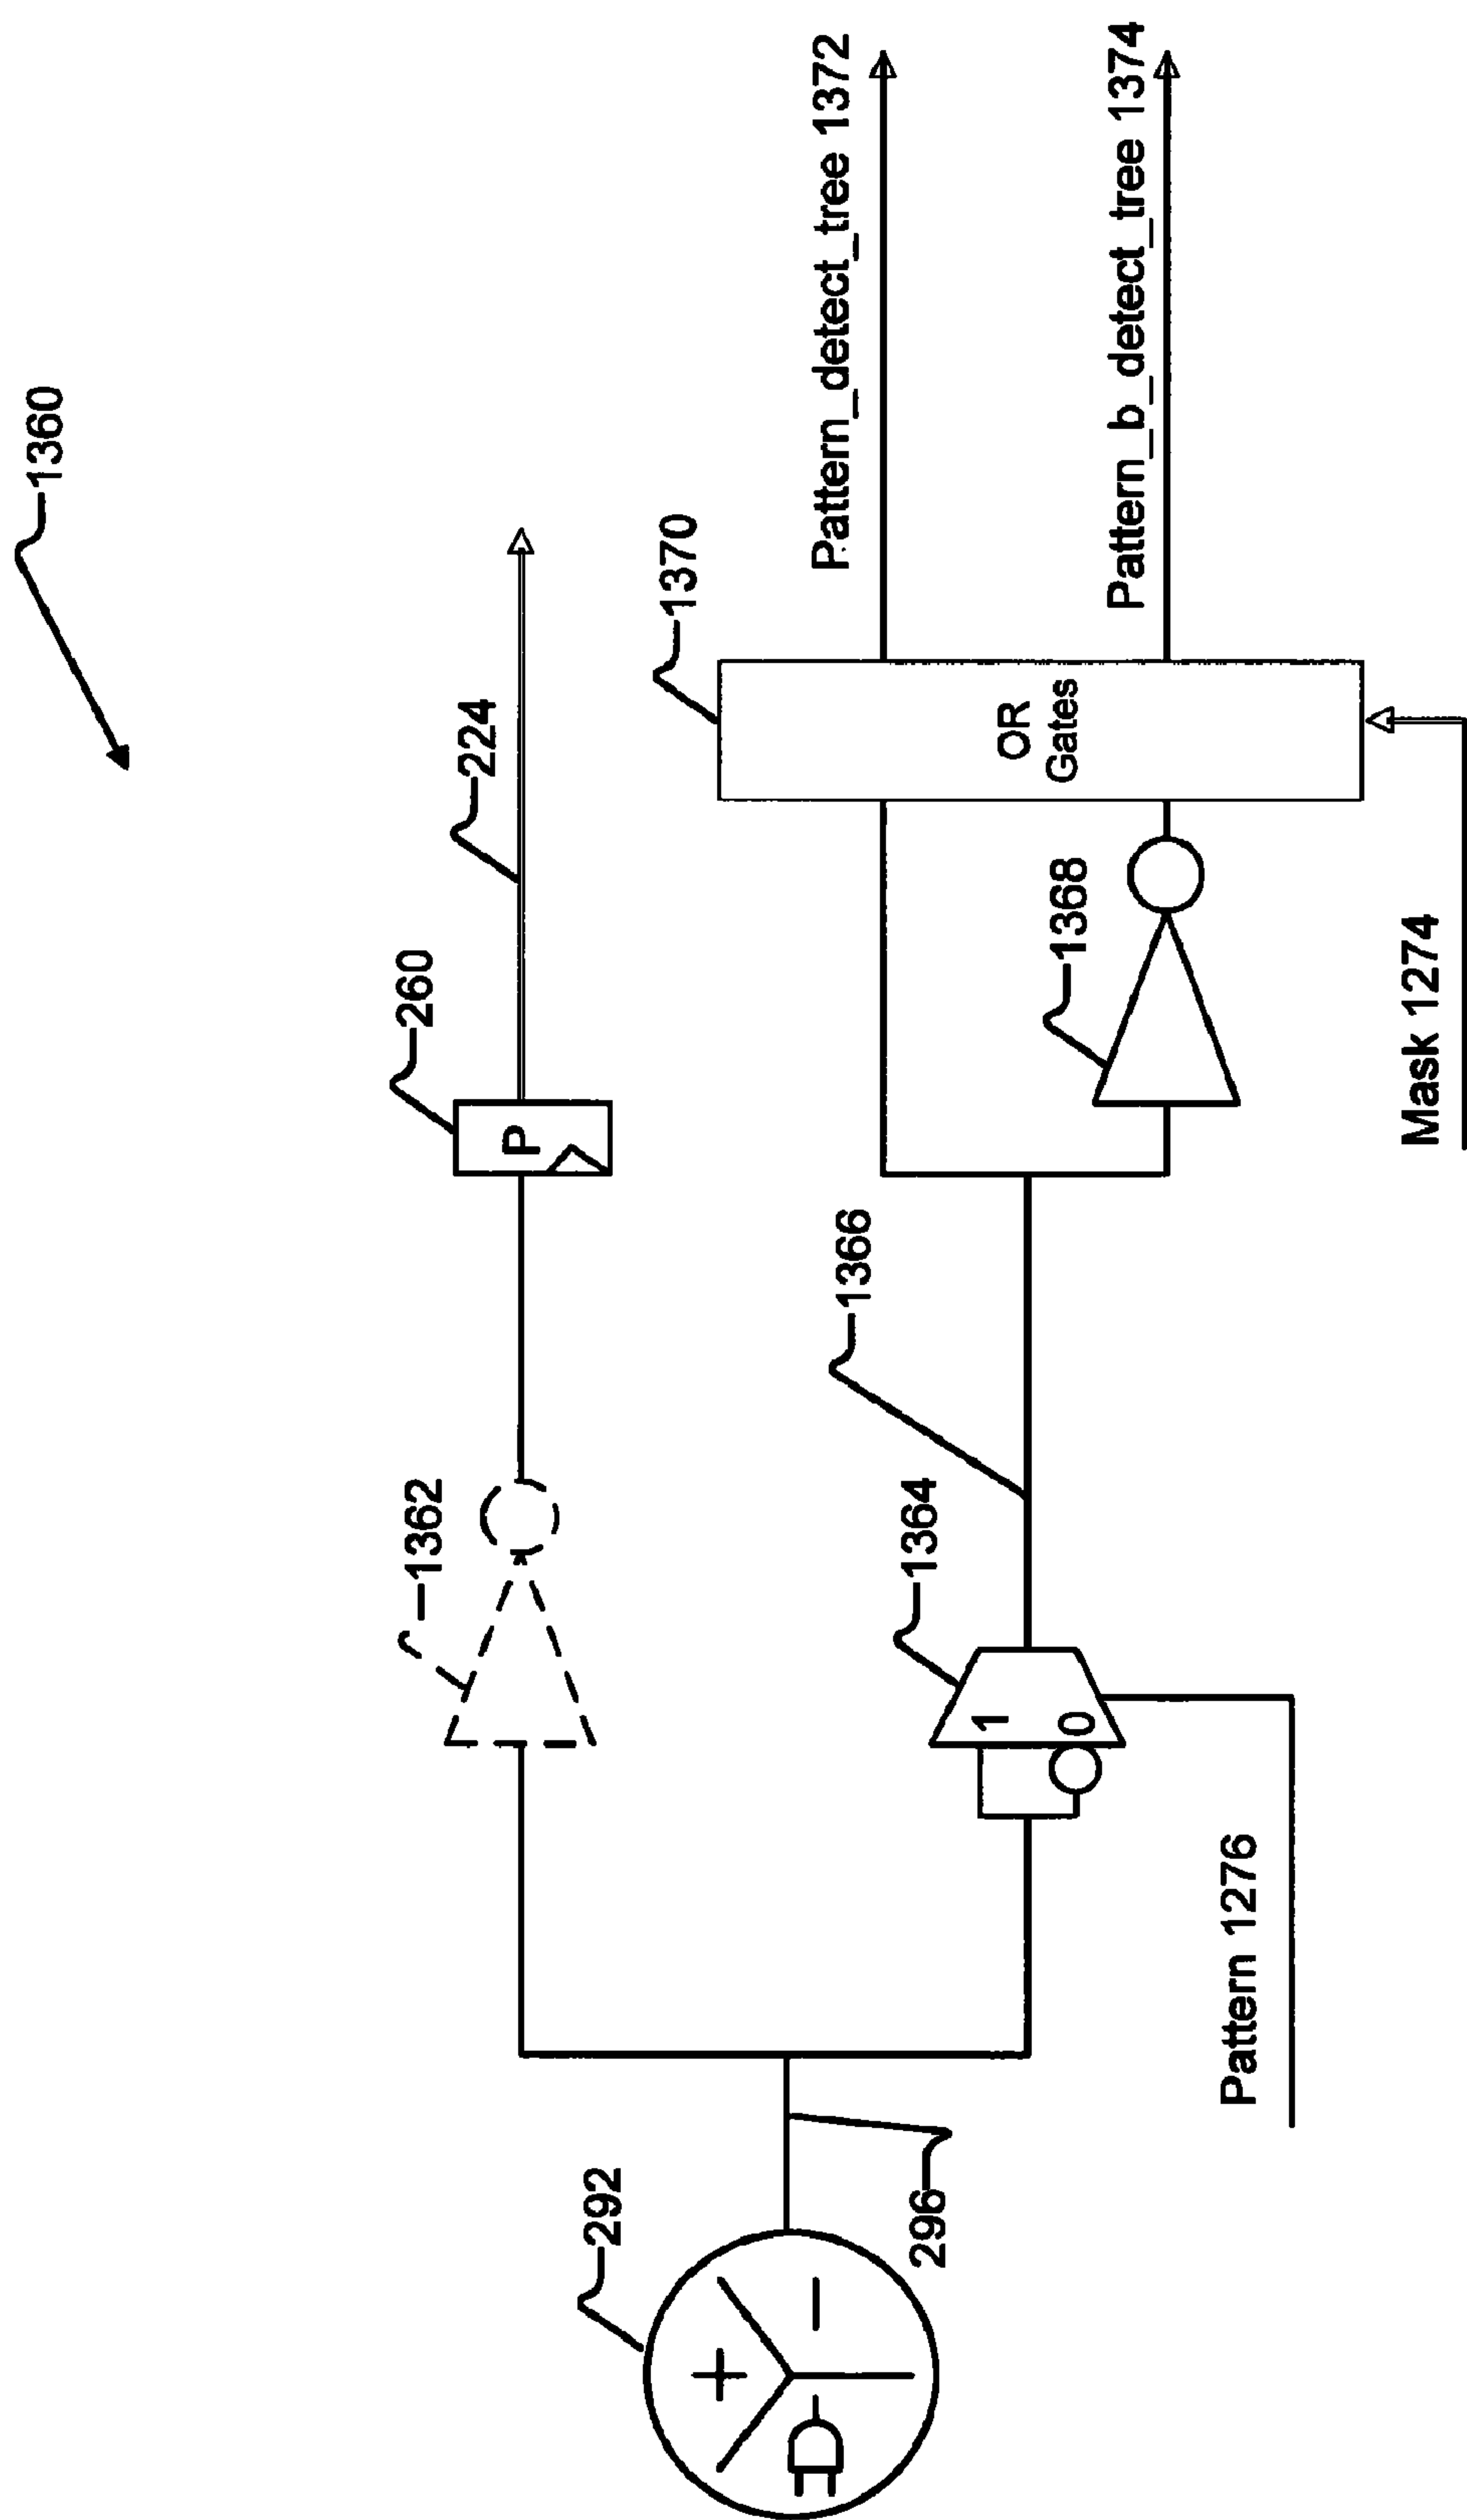 1360
224
260
1362
1370
Pattern_detect_tree 1372
Pattern_b_detect_tree 1374
OR
Gates
P
1368
1366
1364
1
0
Mask 1274
Pattern 1276
292
296
+
−